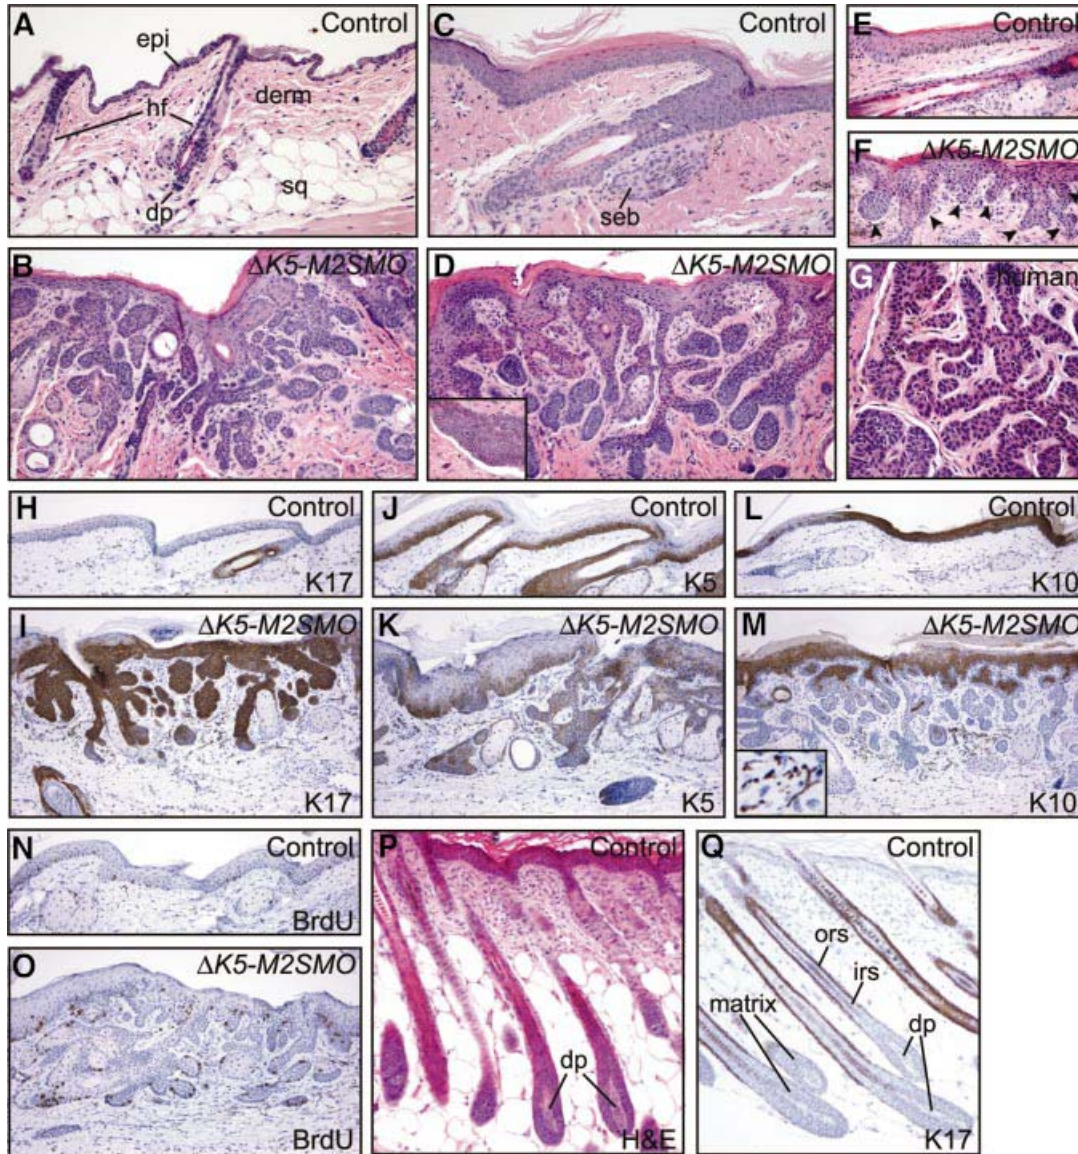 A Control
epi
derm
hf
sq
dp
C Control
seb
E Control
F ΔK5-M2SMO
B ΔK5-M2SMO
D ΔK5-M2SMO
G human
H Control
K17
J Control
K5
L Control
K10
I ΔK5-M2SMO
K17
K ΔK5-M2SMO
K5
M ΔK5-M2SMO
K10
N Control
BrdU
O ΔK5-M2SMO
BrdU
P Control
dp
H&E
Q Control
ors
irs
matrix
dp
K17